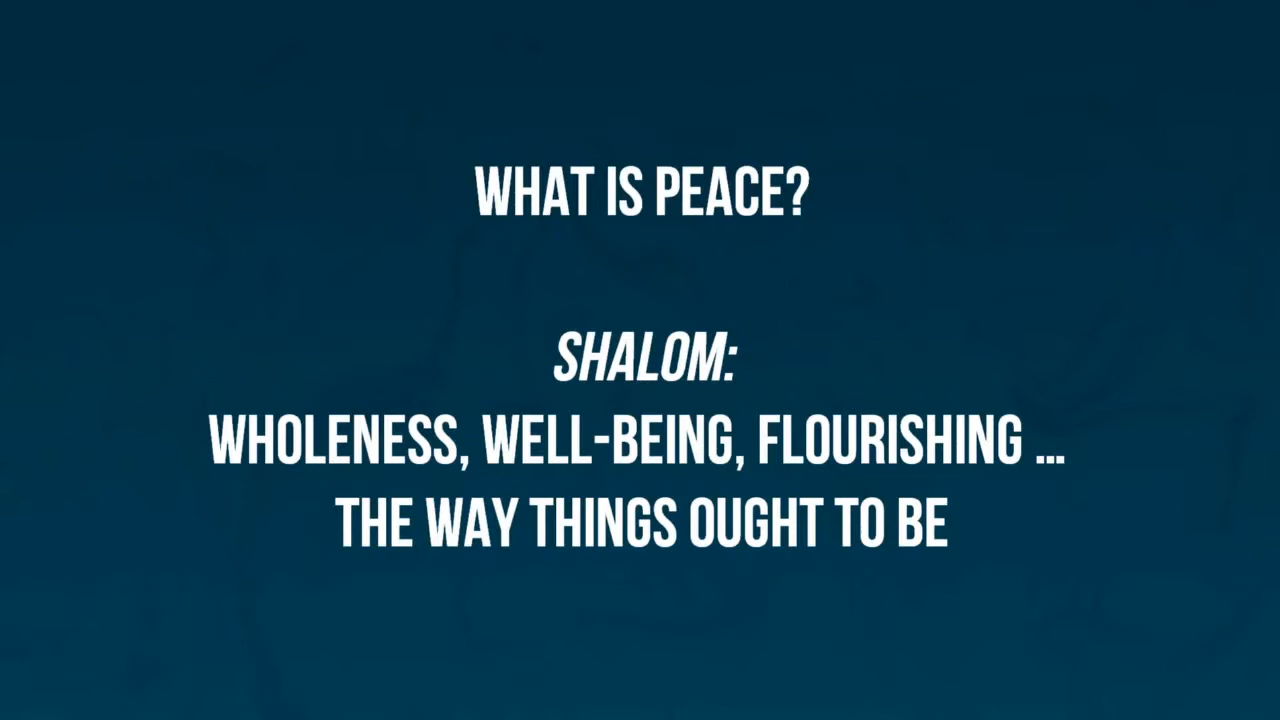 WHAT IS PEACE?
SHALOM:
WHOLENESS, WELL-BEING, FLOURISHING ...
THE WAY THINGS OUGHT TO BE